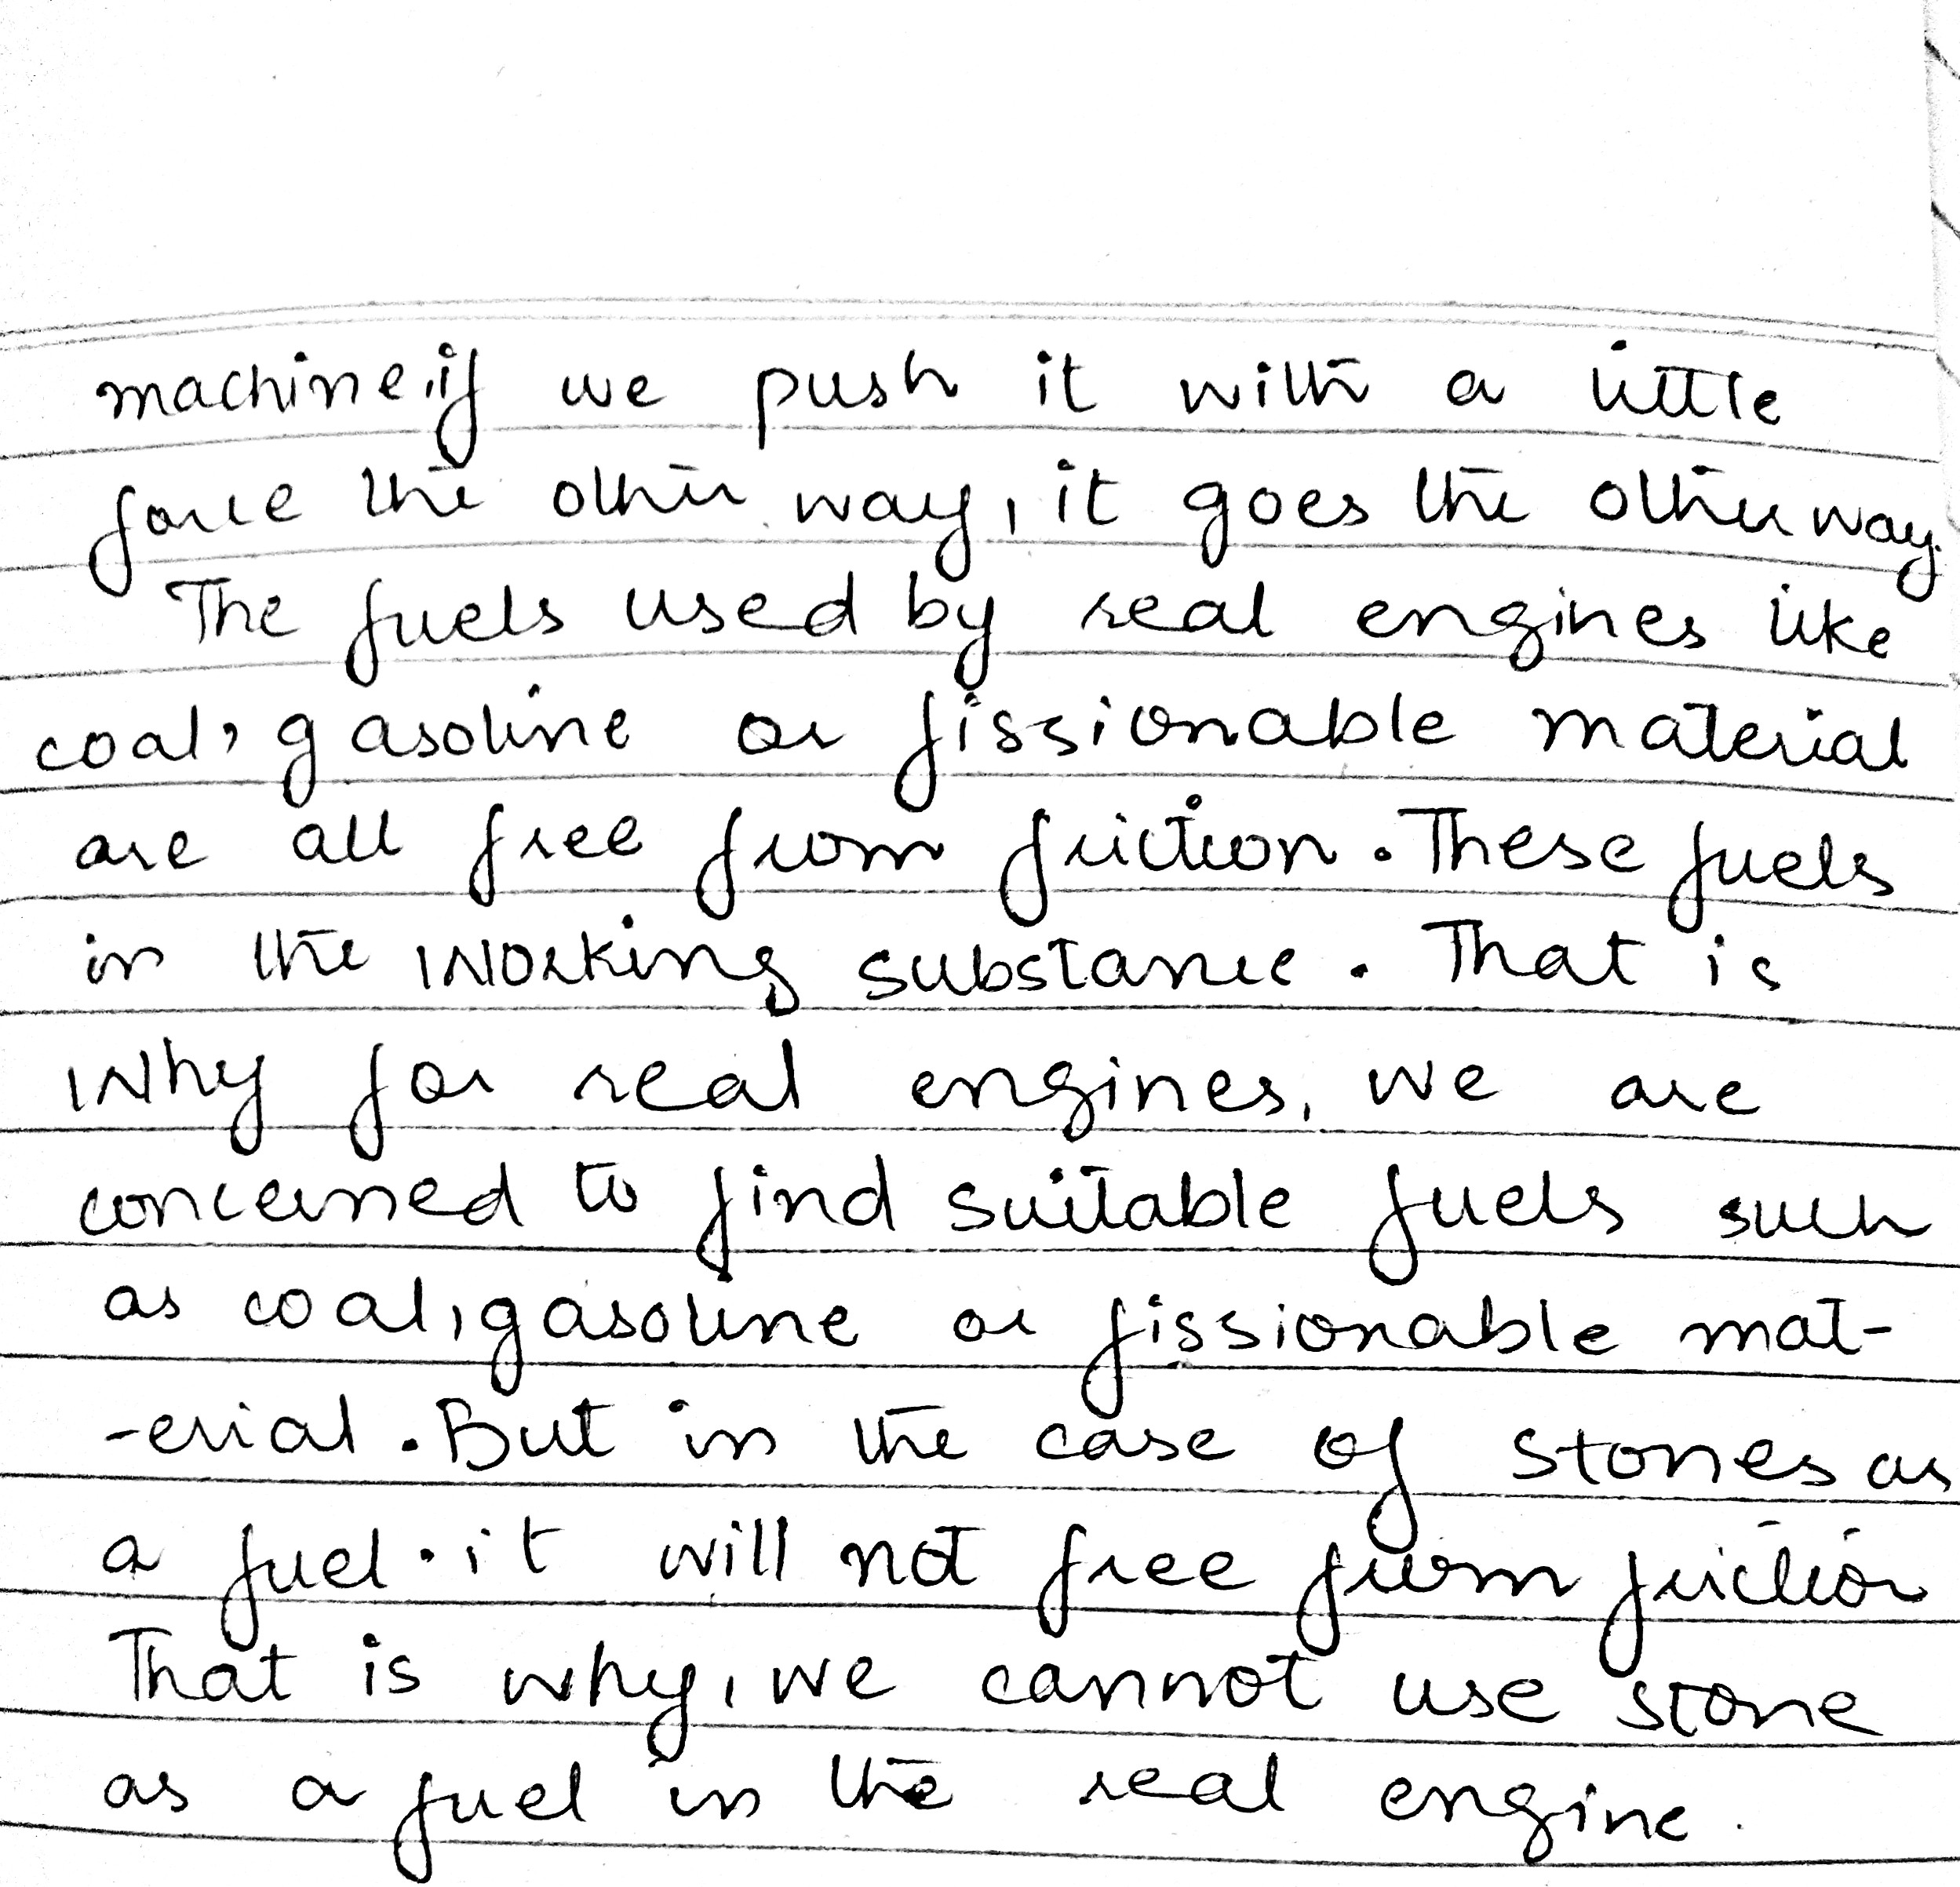 machine, if we push it with a little
force the other way, it goes the other way.
The fuels used by real engines like
coal, gasoline or fissionable material
are all free from friction. These fuels
in the working substance. That is
why for real engines, we are
concerned to find suitable fuels such
as coal, gasoline or fissionable mat-
-erial. But in the case of stones as
a fuel. it will not free from friction
That is why, we cannot use stone
as a fuel in the real engine.